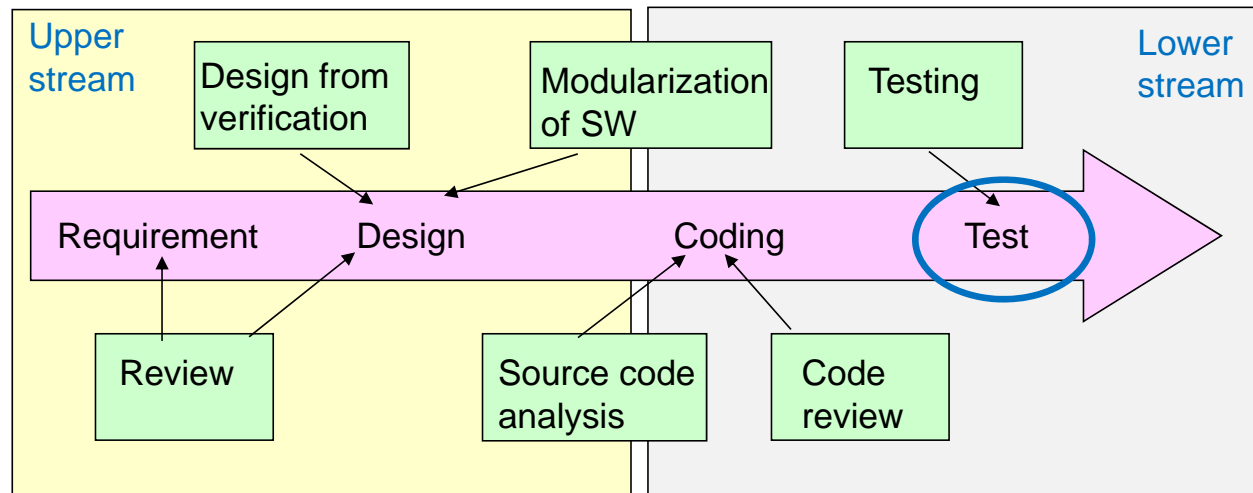 Upper
stream
Design from
verification
Modularization
of SW
Testing
Lower
stream
Requirement
Design
Coding
Test
Review
Source code
analysis
Code
review